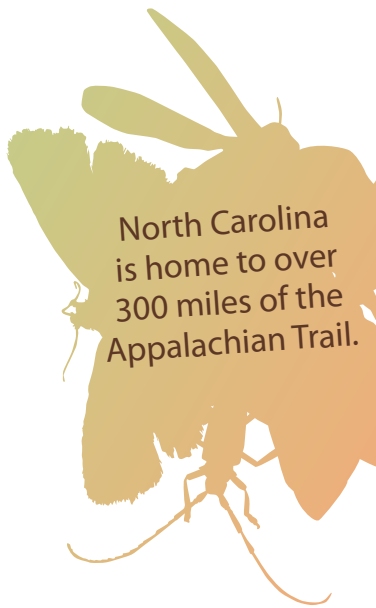 North Carolina
is home to over
300 miles of the
Appalachian Trail.